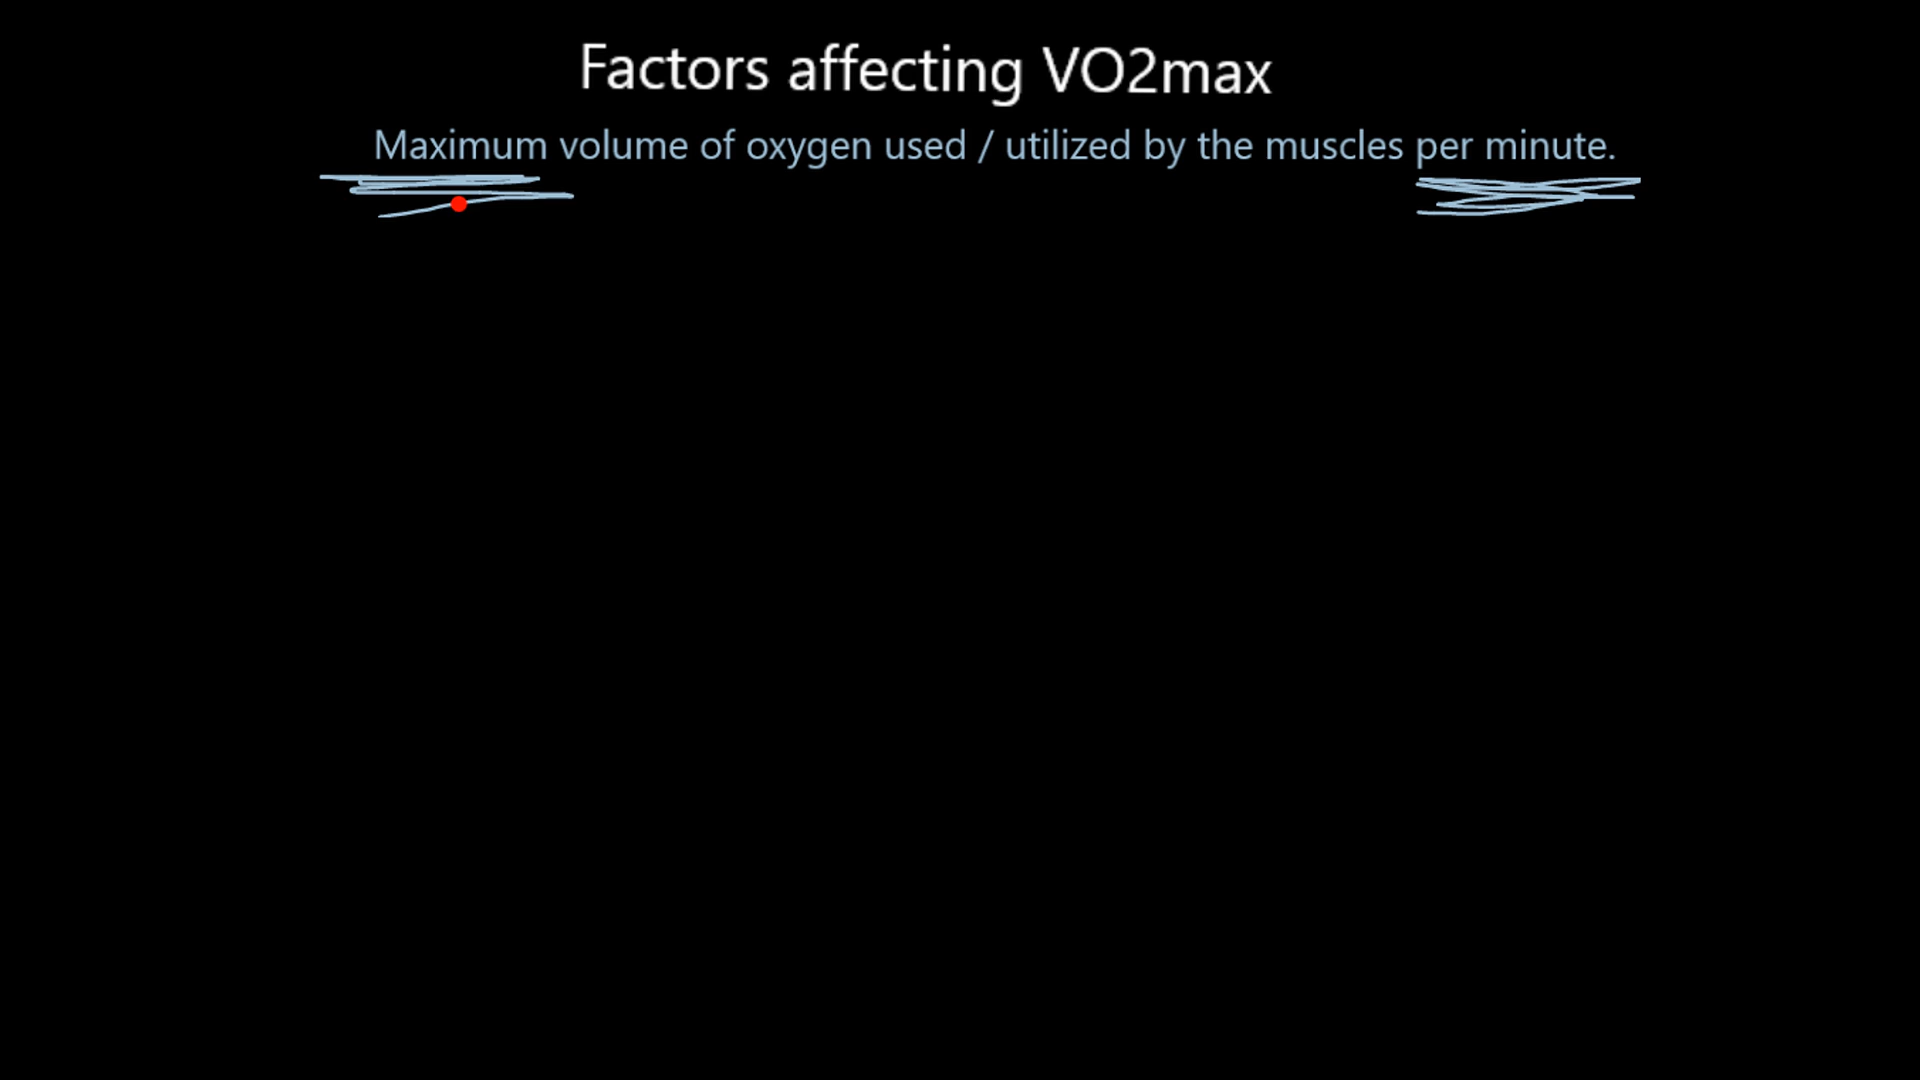 Factors affecting VO2max
Maximum volume of oxygen used / utilized by the muscles per minute.